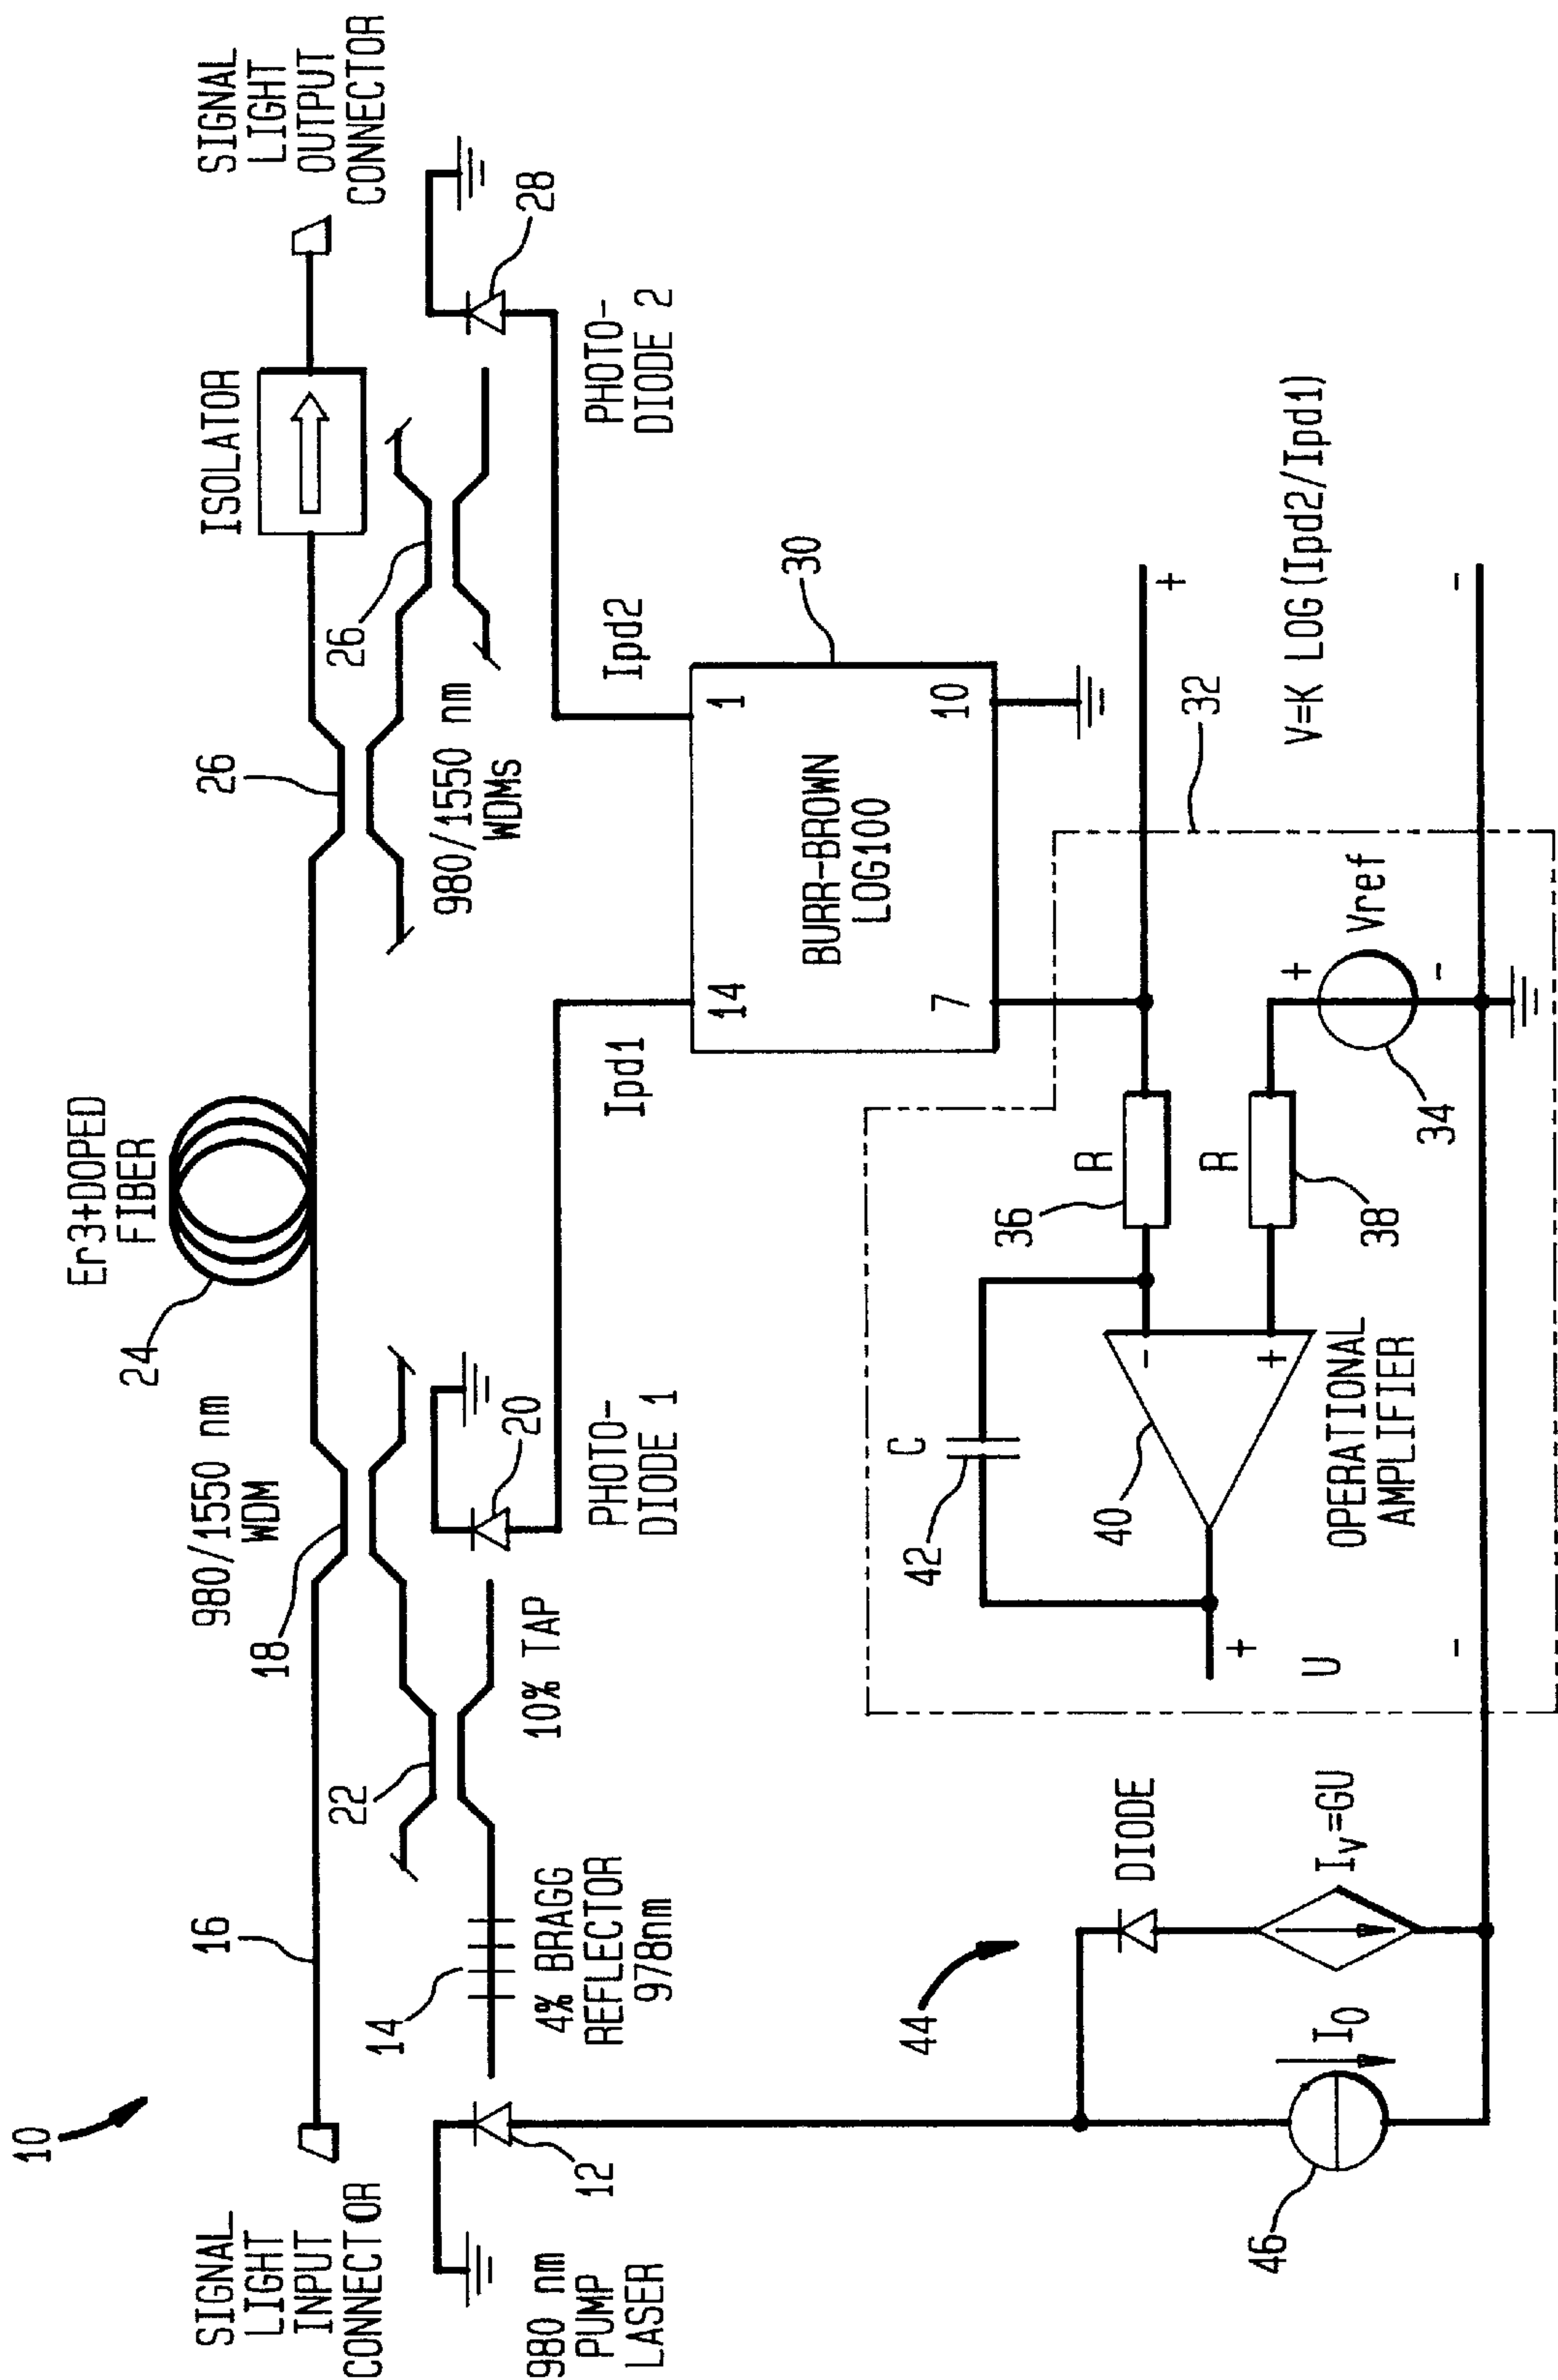 10
SIGNAL
LIGHT
INPUT
CONNECTOR
16
980/1550 nm
WDM
18
Er3+DOPED
FIBER
24
26
ISOLATOR
SIGNAL
LIGHT
OUTPUT
CONNECTOR
980 nm
PUMP
LASER
12
14
4% BRAGG
REFLECTOR
978nm
22
10% TAP
20
PHOTO-
DIODE 1
980/1550 nm
WDMs
26
28
PHOTO-
DIODE 2
Ipd1
Ipd2
14
1
BURR-BROWN
LOG100
7
10
30
44
DIODE
46
I0
Iv=GU
C
42
40
-
+
OPERATIONAL
AMPLIFIER
+
U
-
R
36
R
38
34
+
Vref
-
32
+
V=K LOG(Ipd2/Ipd1)
-